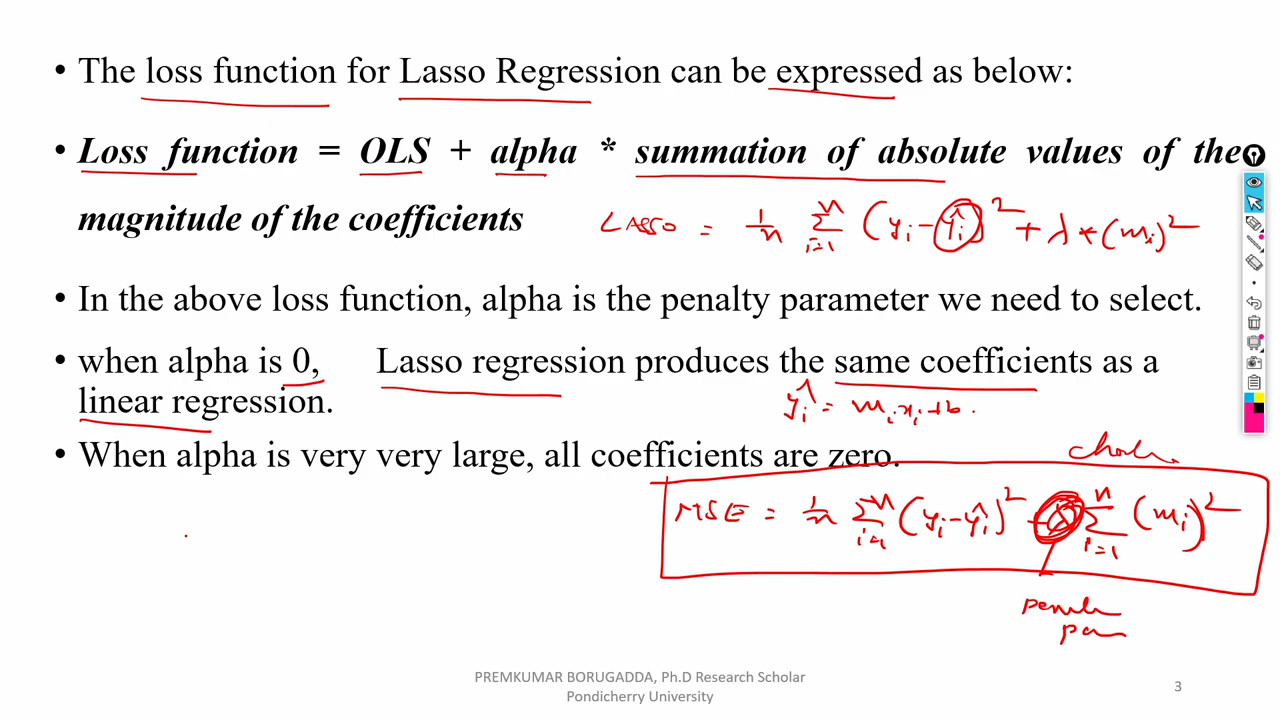 • The loss function for Lasso Regression can be expressed as below:
• Loss function = OLS + alpha * summation of absolute values of the
magnitude of the coefficients
LASSO = 1/n Σ i=1 n (yi - ŷi)² + λ * (mi)²
• In the above loss function, alpha is the penalty parameter we need to select.
• when alpha is 0, Lasso regression produces the same coefficients as a
linear regression.
ŷi = mixi + b.
• When alpha is very very large, all coefficients are zero.
MSE = 1/n Σ i=1 n (yi - ŷi)² + λ Σ i=1 n (mi)²
PREMKUMAR BORUGADDA, Ph.D Research Scholar
Pondicherry University
3